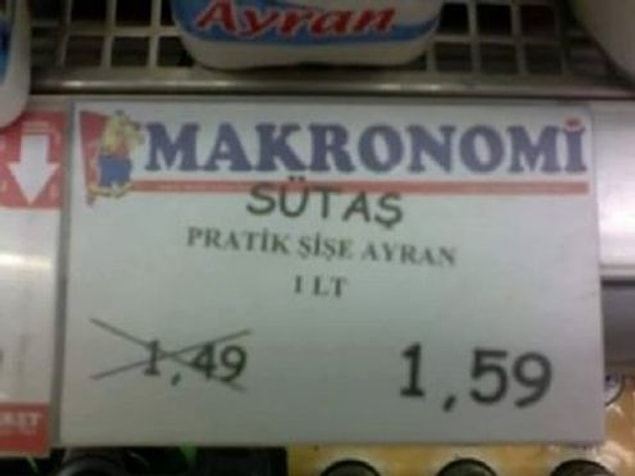 Ayran
MAKRONOMİ
SÜTAŞ
PRATİK ŞİŞE AYRAN
1 LT
1,49 1,59